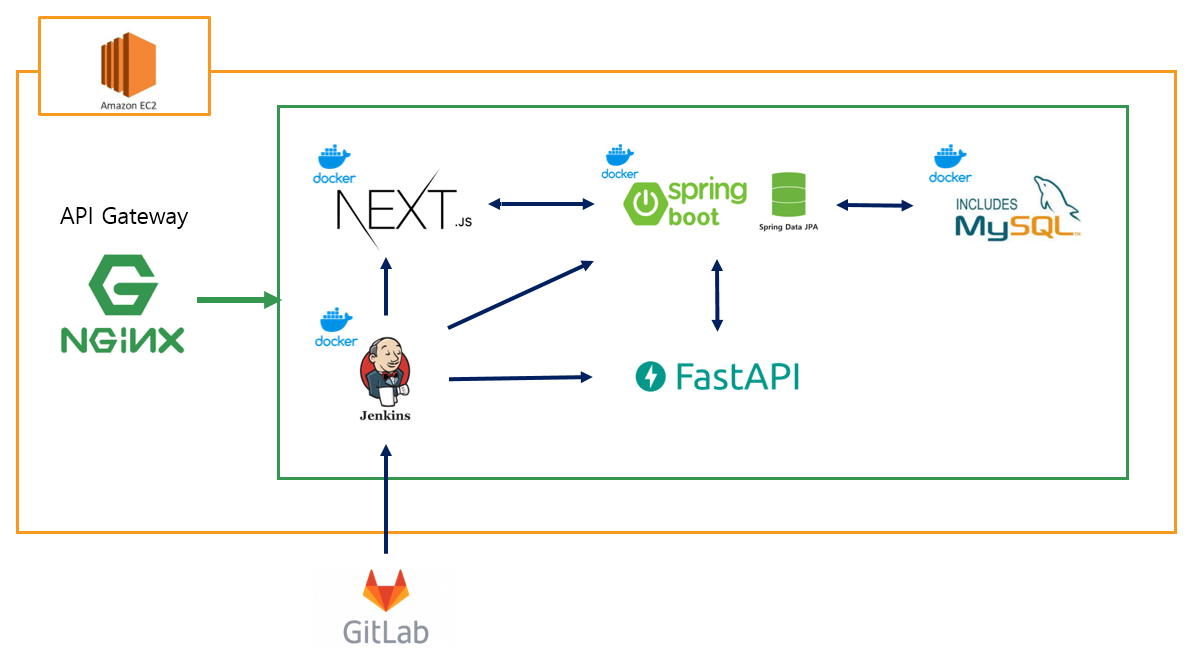 Amazon EC2
API Gateway
NGiNX
docker
NEXT.JS
docker
spring
boot
Spring Data JPA
docker
INCLUDES
MySQL
TM
docker
Jenkins
FastAPI
GitLab